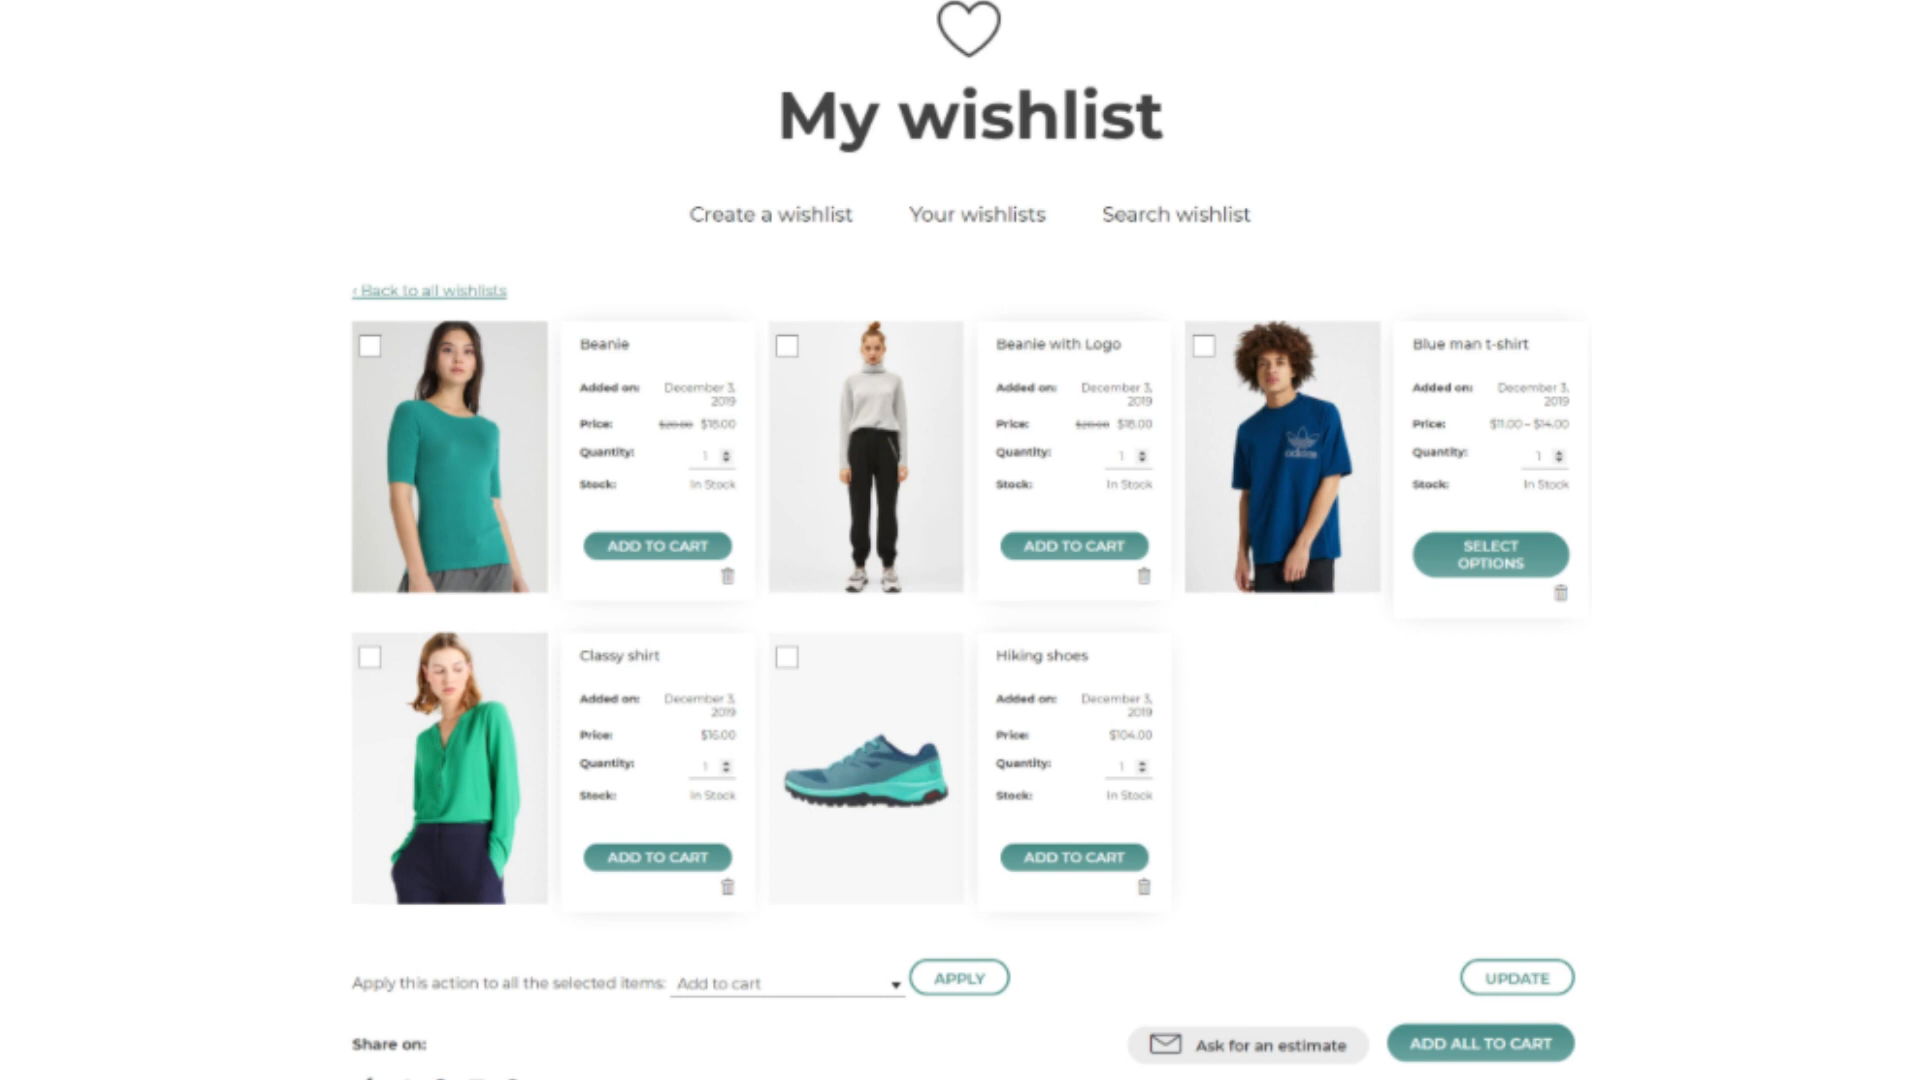 My wishlist
Create a wishlist Your wishlists Search wishlist
‹ Back to all wishlists
Beanie
Added on: December 3,
2019
Price: $20.00 $18.00
Quantity: 1
Stock: In Stock
ADD TO CART
Beanie with Logo
Added on: December 3,
2019
Price: $20.00 $18.00
Quantity: 1
Stock: In Stock
ADD TO CART
adidas
Blue man t-shirt
Added on: December 3,
2019
Price: $11.00 – $14.00
Quantity: 1
Stock: In Stock
SELECT
OPTIONS
Classy shirt
Added on: December 3,
2019
Price: $16.00
Quantity: 1
Stock: In Stock
ADD TO CART
Hiking shoes
Added on: December 3,
2019
Price: $104.00
Quantity: 1
Stock: In Stock
ADD TO CART
Apply this action to all the selected items: Add to cart APPLY UPDATE
Share on: Ask for an estimate ADD ALL TO CART